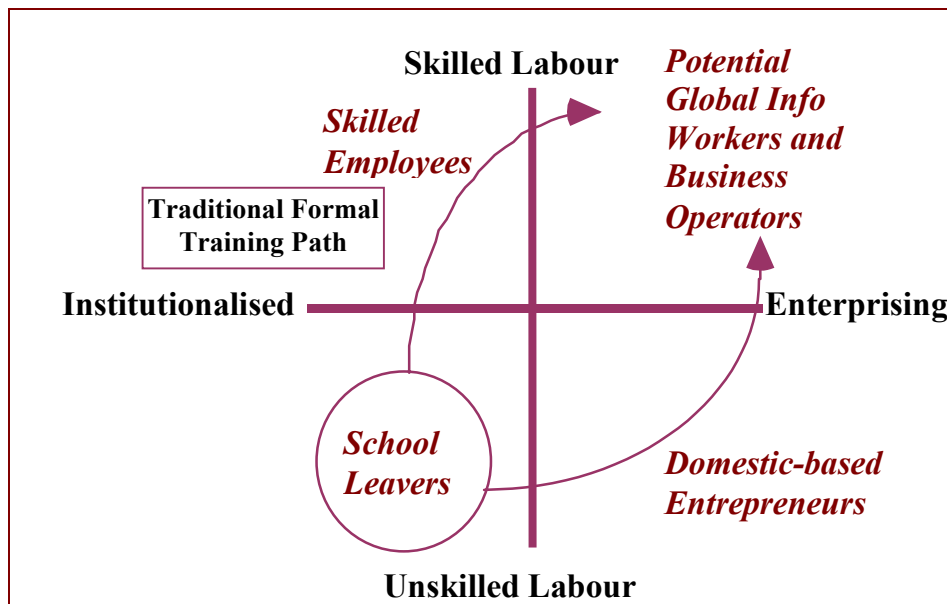 Skilled Labour
Potential
Global Info
Workers and
Business
Operators
Skilled
Employees
Traditional Formal
Training Path
Institutionalised
Enterprising
School
Leavers
Domestic-based
Entrepreneurs
Unskilled Labour